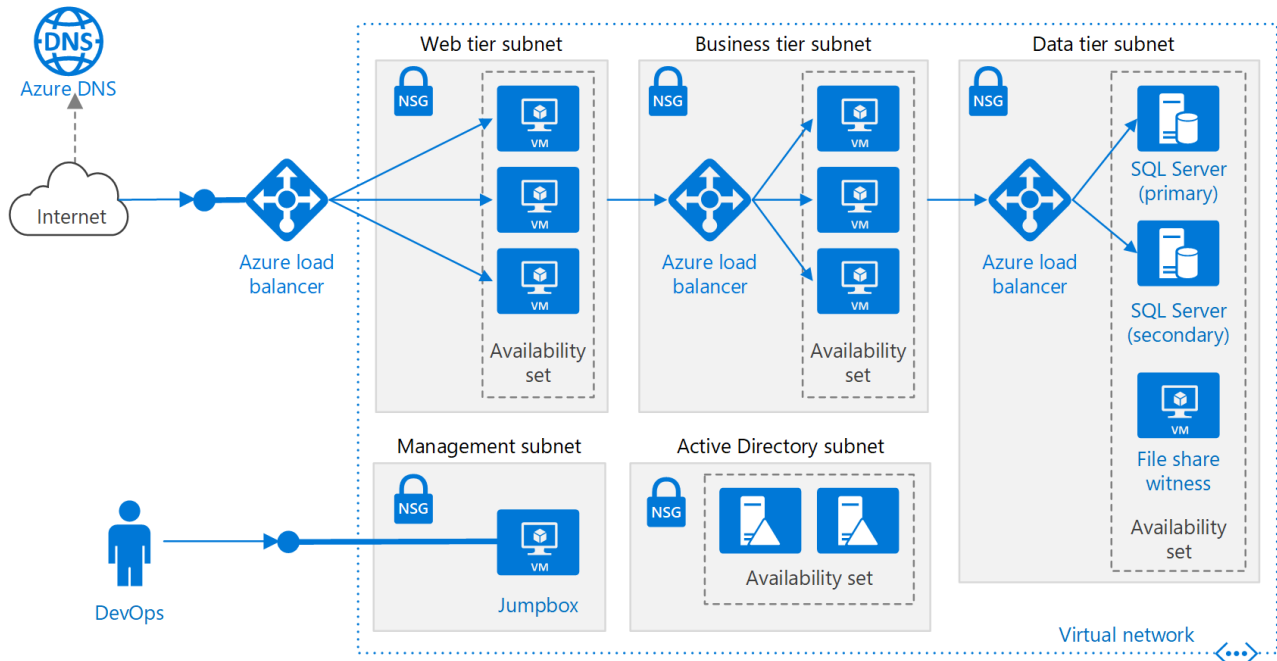 DNS
Azure DNS
Internet
Azure load
balancer
Web tier subnet
NSG
VM
VM
VM
Availability
set
Business tier subnet
NSG
Azure load
balancer
VM
VM
VM
Availability
set
Data tier subnet
NSG
Azure load
balancer
SQL Server
(primary)
SQL Server
(secondary)
VM
File share
witness
Availability
set
Management subnet
NSG
VM
Jumpbox
Active Directory subnet
NSG
Availability set
DevOps
Virtual network